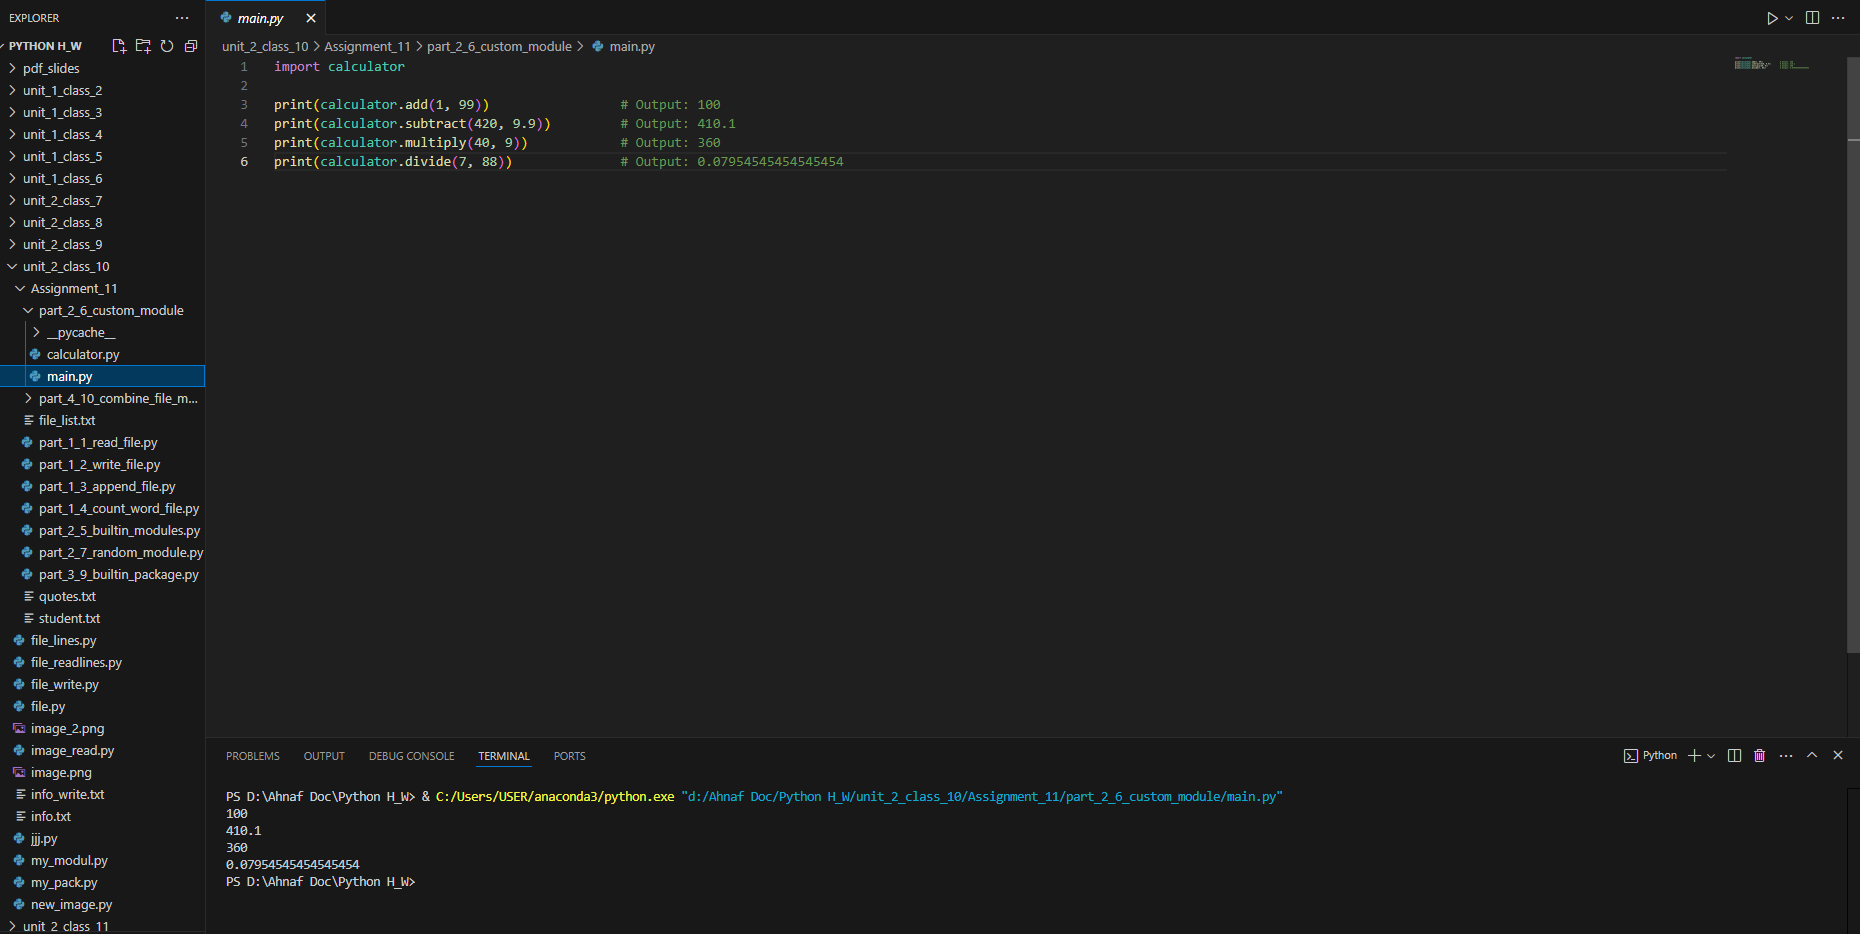 EXPLORER
PYTHON H_W
pdf_slides
unit_1_class_2
unit_1_class_3
unit_1_class_4
unit_1_class_5
unit_1_class_6
unit_2_class_7
unit_2_class_8
unit_2_class_9
unit_2_class_10
Assignment_11
part_2_6_custom_module
__pycache__
calculator.py
main.py
part_4_10_combine_file_m...
file_list.txt
part_1_1_read_file.py
part_1_2_write_file.py
part_1_3_append_file.py
part_1_4_count_word_file.py
part_2_5_builtin_modules.py
part_2_7_random_module.py
part_3_9_builtin_package.py
quotes.txt
student.txt
file_lines.py
file_readlines.py
file_write.py
file.py
image_2.png
image_read.py
image.png
info_write.txt
info.txt
jjj.py
my_modul.py
my_pack.py
new_image.py
unit_2_class_11
main.py
unit_2_class_10 > Assignment_11 > part_2_6_custom_module > main.py
1 import calculator
2
3 print(calculator.add(1, 99)) # Output: 100
4 print(calculator.subtract(420, 9.9)) # Output: 410.1
5 print(calculator.multiply(40, 9)) # Output: 360
6 print(calculator.divide(7, 88)) # Output: 0.07954545454545454
PROBLEMS OUTPUT DEBUG CONSOLE TERMINAL PORTS
Python
PS D:\Ahnaf Doc\Python H_W> & C:/Users/USER/anaconda3/python.exe "d:/Ahnaf Doc/Python H_W/unit_2_class_10/Assignment_11/part_2_6_custom_module/main.py"
100
410.1
360
0.07954545454545454
PS D:\Ahnaf Doc\Python H_W>